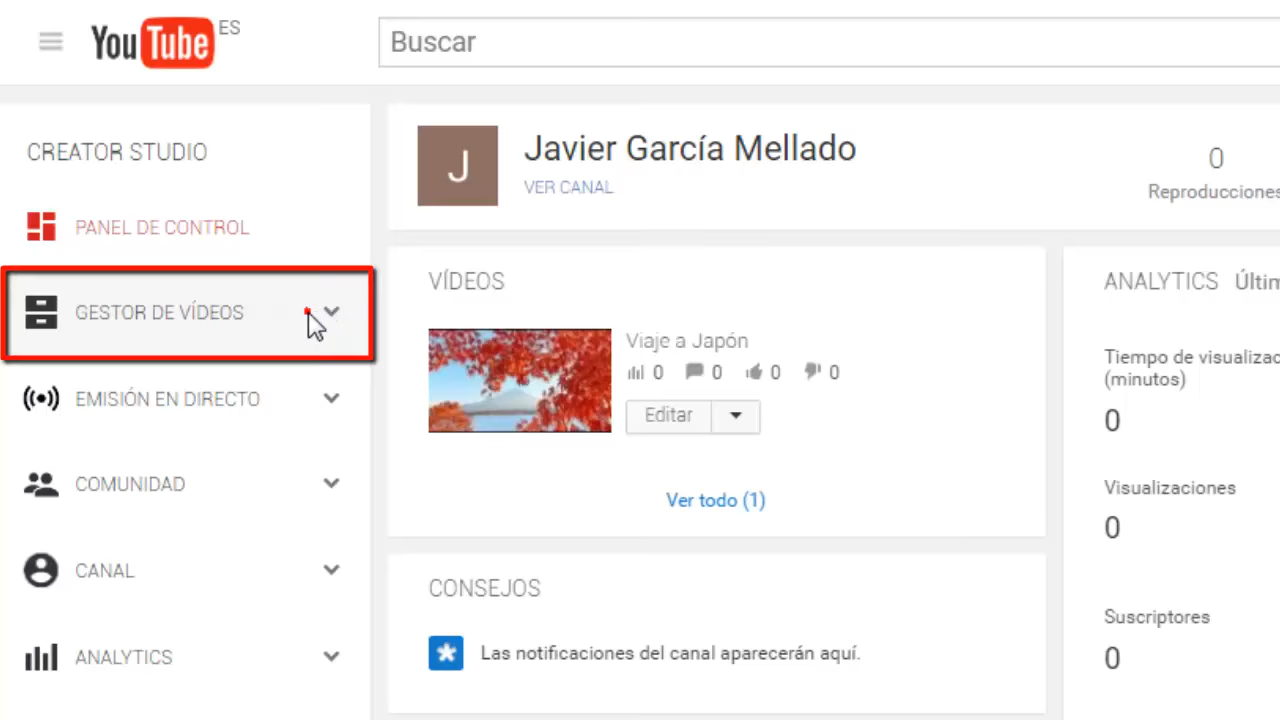 YouTube ES
Buscar
CREATOR STUDIO
PANEL DE CONTROL
GESTOR DE VÍDEOS
EMISIÓN EN DIRECTO
COMUNIDAD
CANAL
ANALYTICS
J
Javier García Mellado
VER CANAL
0
Reproducciones
VÍDEOS
Viaje a Japón
0 0 0 0
Editar
Ver todo (1)
CONSEJOS
Las notificaciones del canal aparecerán aquí.
ANALYTICS
Tiempo de
(minutos)
0
Visualizaciones
0
Suscriptores
0